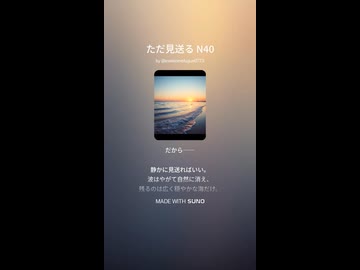 ただ見送る N40
だから——
静かに見送ればいい。
波はやがて自然に消え、
残るのは広く穏やかな海だけ。
MADE WITH SUNO